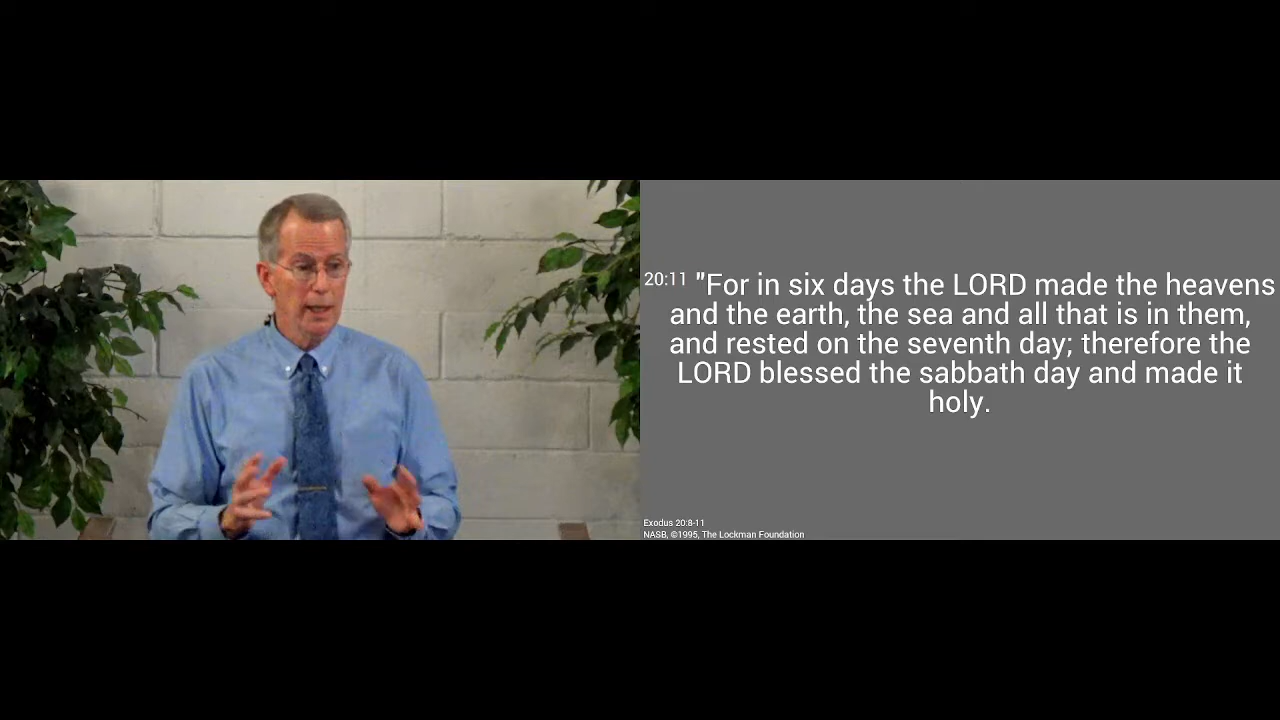 20:11 "For in six days the LORD made the heavens
and the earth, the sea and all that is in them,
and rested on the seventh day; therefore the
LORD blessed the sabbath day and made it
holy.
Exodus 20:8-11
NASB, ©1995, The Lockman Foundation